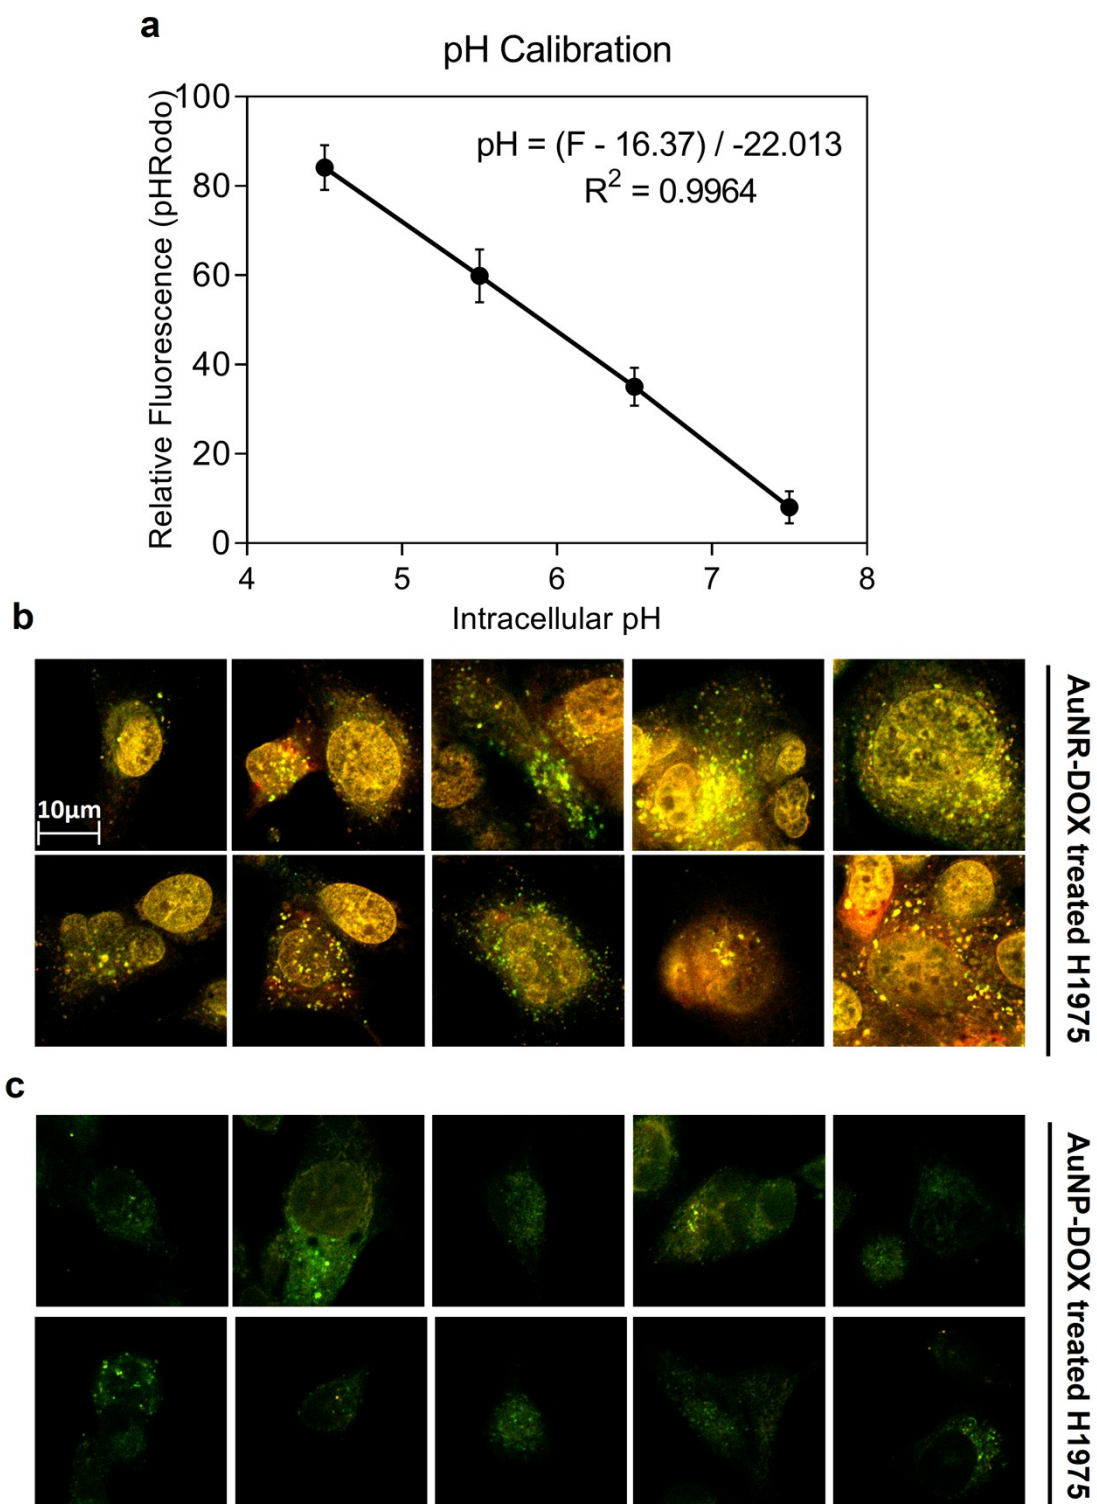 a
pH Calibration
pH = (F - 16.37) / -22.013
R2 = 0.9964
Relative Fluorescence (pHRodo)
100
80
60
40
20
0
4 5 6 7 8
Intracellular pH
b
10µm
AuNR-DOX treated H1975
c
AuNP-DOX treated H1975